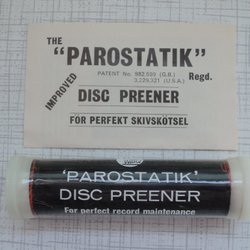 THE
"PAROSTATIK"
PATENT No. 982,599 (G.B.)
3,229,321 (U.S.A.)
Regd.
IMPROVED
DISC PREENER
FÖR PERFEKT SKIVSKÖTSEL
'PAROSTATIK'
DISC PREENER
For perfect record maintenance